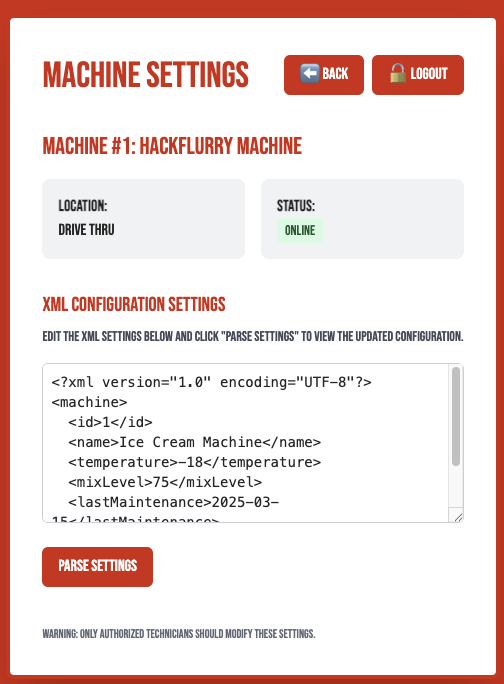 MACHINE SETTINGS
BACK
LOGOUT
MACHINE #1: HACKFLURRY MACHINE
LOCATION:
DRIVE THRU
STATUS:
ONLINE
XML CONFIGURATION SETTINGS
EDIT THE XML SETTINGS BELOW AND CLICK "PARSE SETTINGS" TO VIEW THE UPDATED CONFIGURATION.
<?xml version="1.0" encoding="UTF-8"?>
<machine>
  <id>1</id>
  <name>Ice Cream Machine</name>
  <temperature>-18</temperature>
  <mixLevel>75</mixLevel>
  <lastMaintenance>2025-03-
15</lastMaintenance>
PARSE SETTINGS
WARNING: ONLY AUTHORIZED TECHNICIANS SHOULD MODIFY THESE SETTINGS.